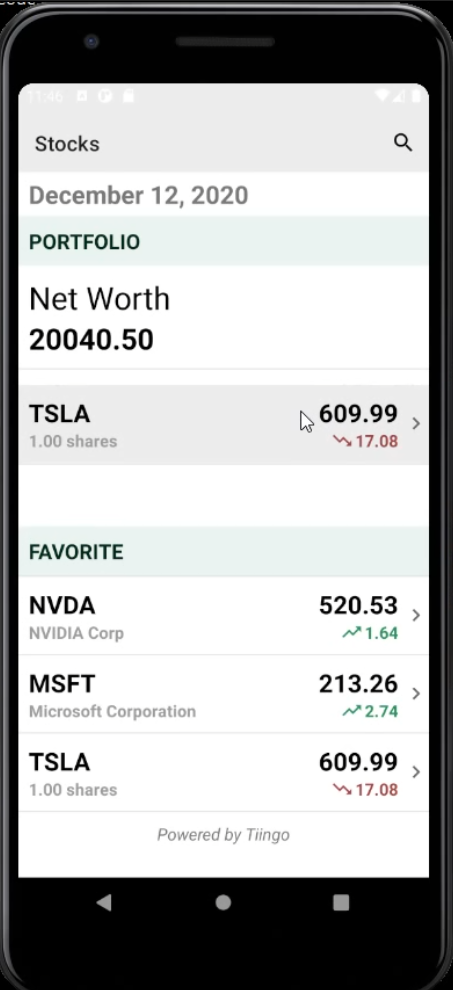 11:46
Stocks
December 12, 2020
PORTFOLIO
Net Worth
20040.50
TSLA 609.99
1.00 shares 17.08
FAVORITE
NVDA 520.53
NVIDIA Corp 1.64
MSFT 213.26
Microsoft Corporation 2.74
TSLA 609.99
1.00 shares 17.08
Powered by Tiingo